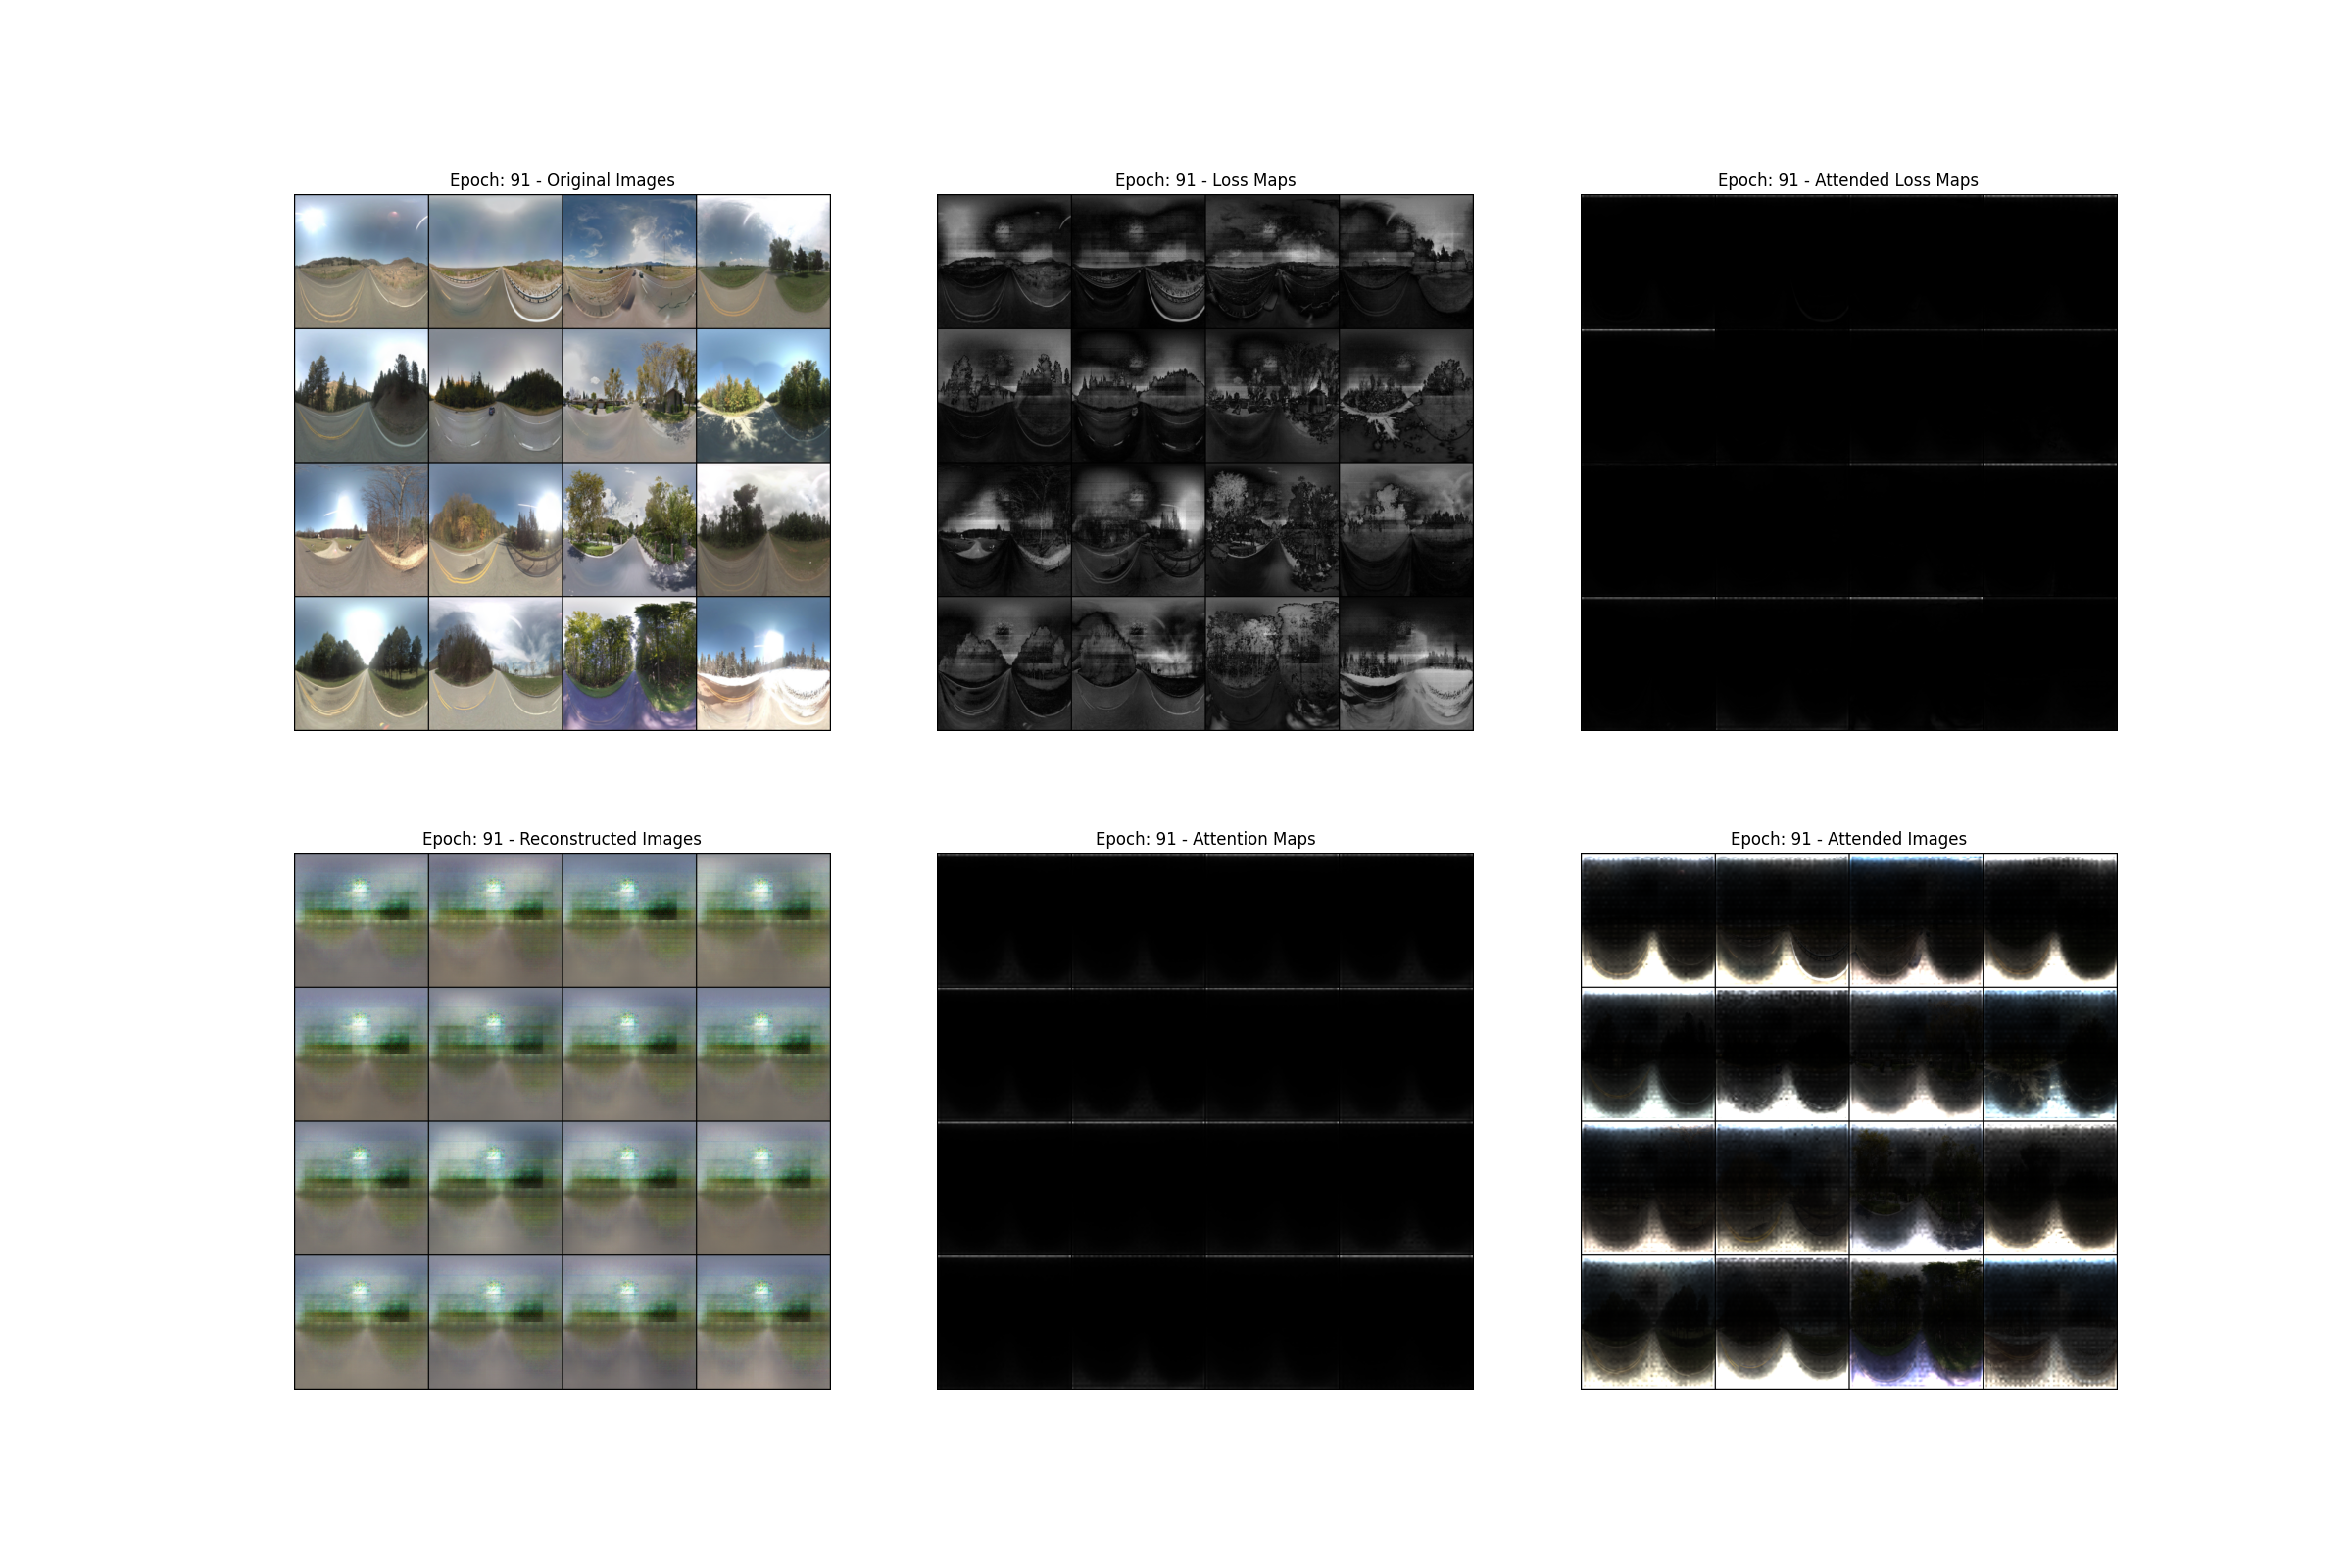 Epoch: 91 - Original Images
Epoch: 91 - Loss Maps
Epoch: 91 - Attended Loss Maps
Epoch: 91 - Reconstructed Images
Epoch: 91 - Attention Maps
Epoch: 91 - Attended Images